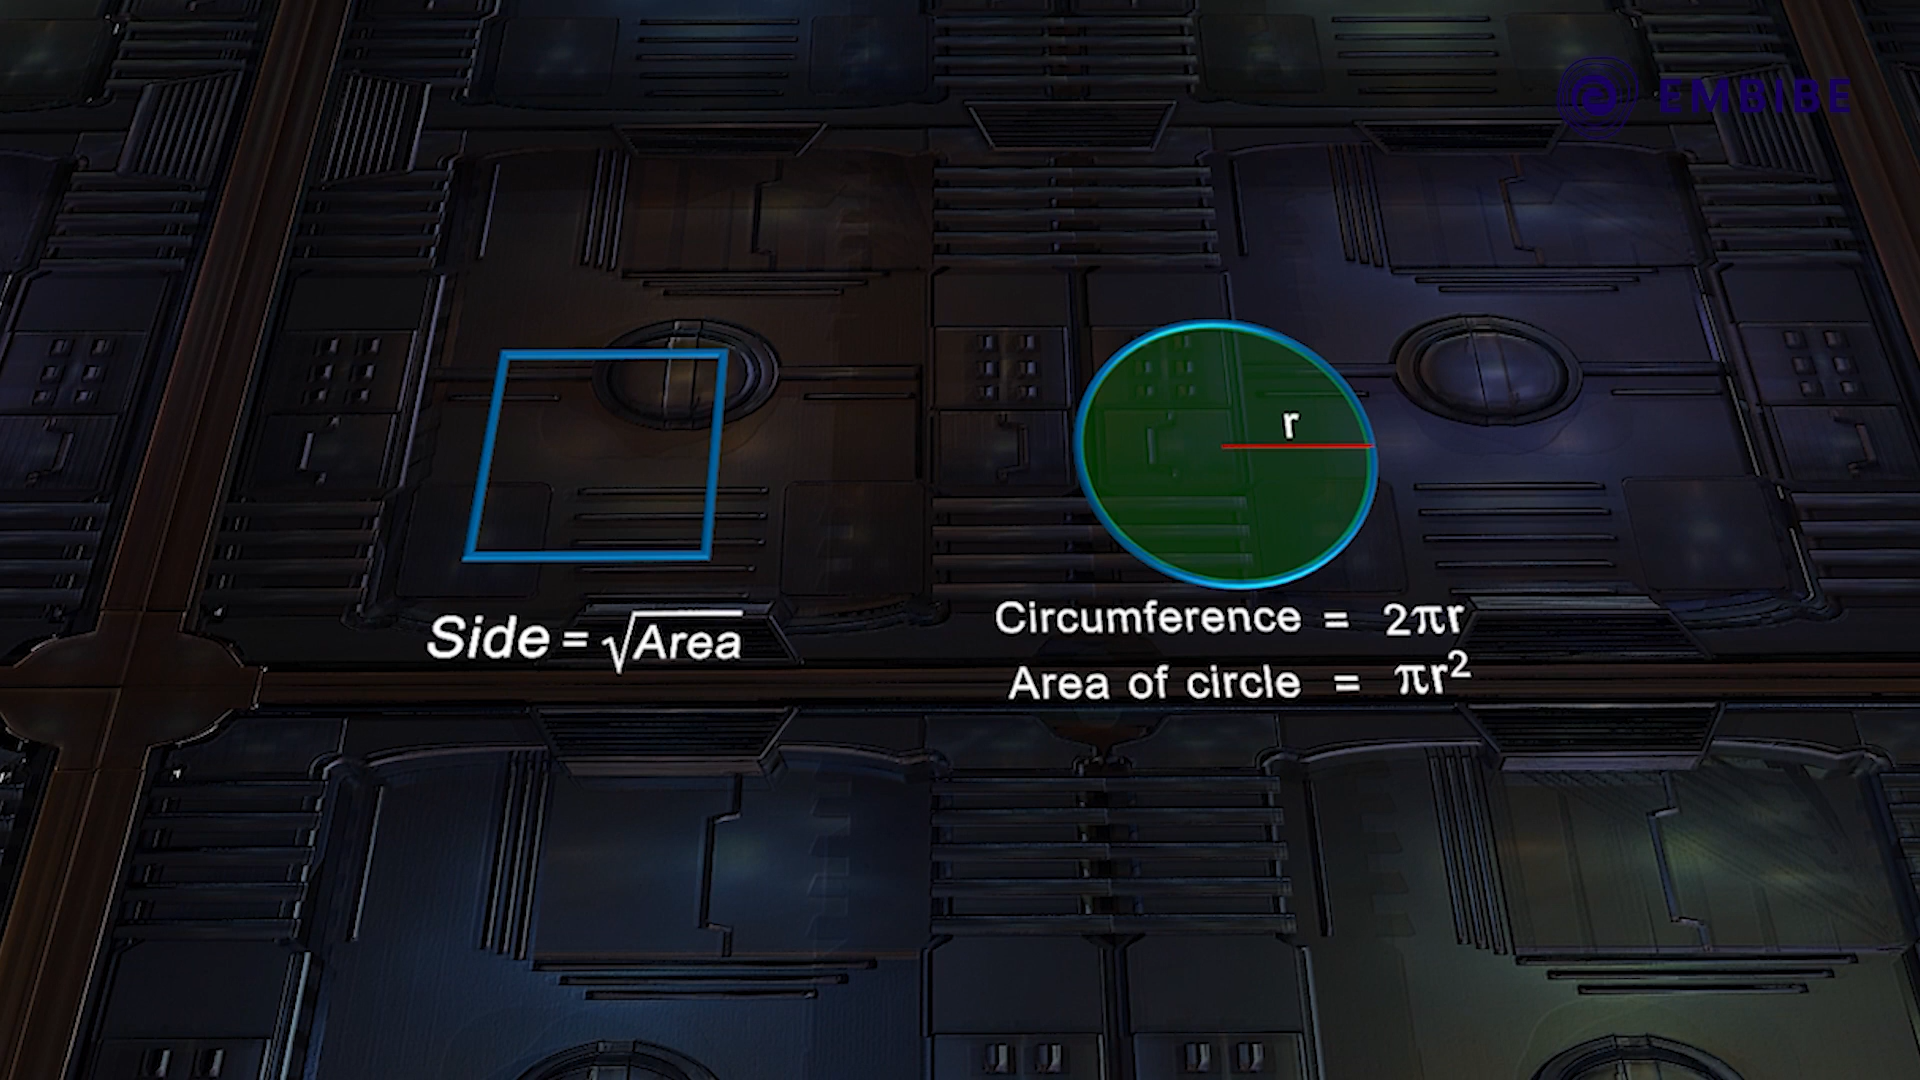 EMBIBE
r
Side = √Area
Circumference = 2πr
Area of circle = πr²